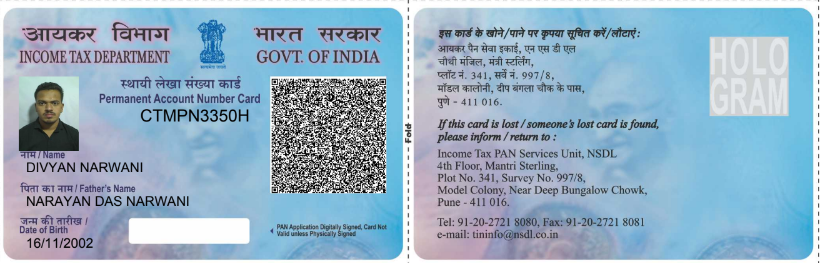 आयकर विभाग
INCOME TAX DEPARTMENT
भारत सरकार
GOVT. OF INDIA
स्थायी लेखा संख्या कार्ड
Permanent Account Number Card
CTMPN3350H
नाम / Name
DIVYAN NARWANI
पिता का नाम / Father's Name
NARAYAN DAS NARWANI
जन्म की तारीख /
Date of Birth
16/11/2002
PAN Application Digitally Signed, Card Not
Valid unless Physically Signed
Fold
इस कार्ड के खोने / पाने पर कृपया सूचित करें / लौटाएं :
आयकर पैन सेवा इकाई, एन एस डी एल
चौथी मंजिल, मंत्री स्टर्लिंग,
प्लॉट नं. 341, सर्वे नं. 997/8,
मॉडल कालोनी, दीप बंगला चौक के पास,
पुणे - 411 016.
If this card is lost / someone's lost card is found,
please inform / return to :
Income Tax PAN Services Unit, NSDL
4th Floor, Mantri Sterling,
Plot No. 341, Survey No. 997/8,
Model Colony, Near Deep Bungalow Chowk,
Pune - 411 016.
Tel: 91-20-2721 8080, Fax: 91-20-2721 8081
e-mail: tininfo@nsdl.co.in
HOLO
GRAM